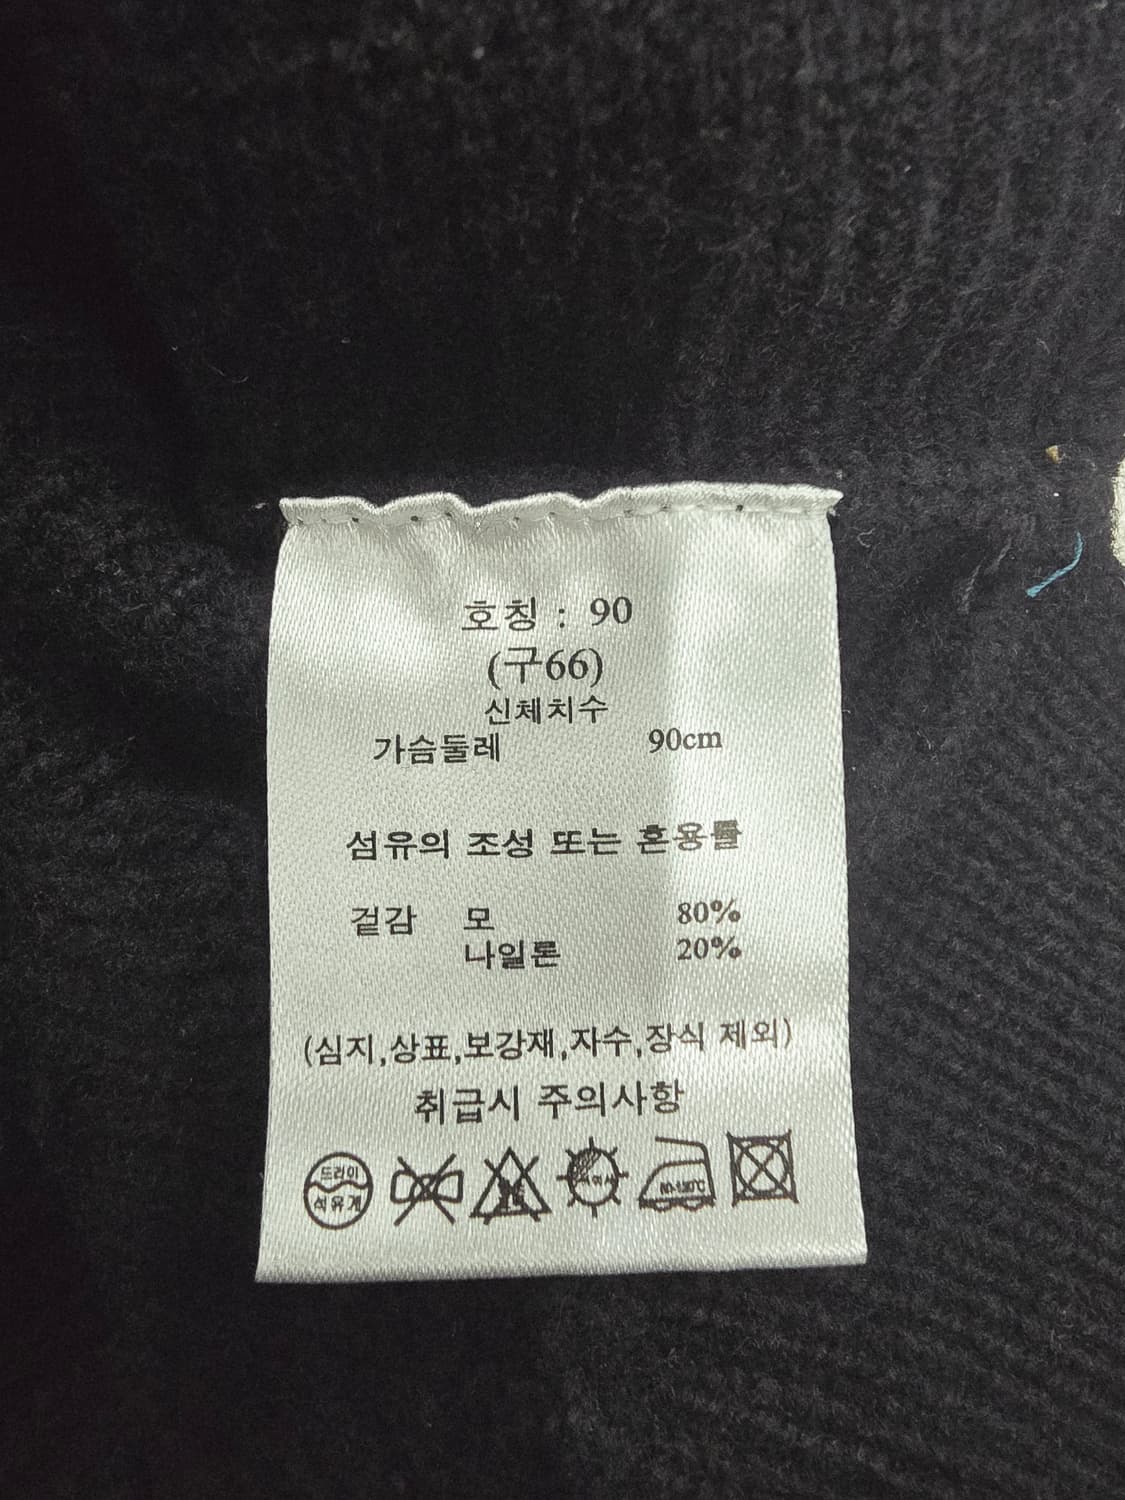 호칭 : 90
(구66)
신체치수
가슴둘레 90cm
섬유의 조성 또는 혼용률
겉감 모 80%
나일론 20%
(심지,상표,보강재,자수,장식 제외)
취급시 주의사항
드라이
석유계